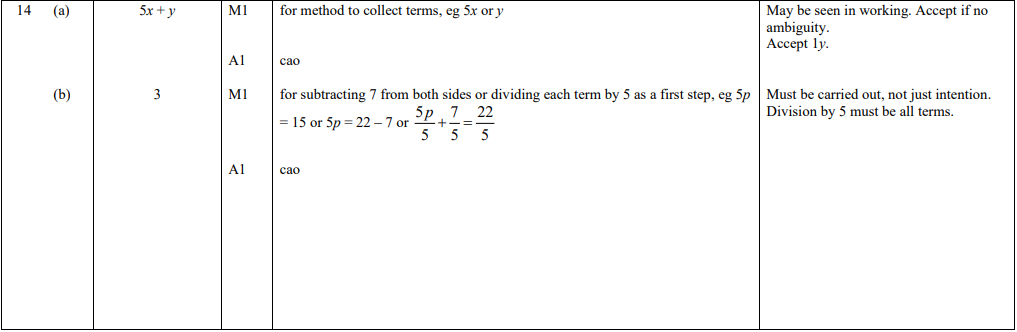 14 (a) 5x + y M1 for method to collect terms, eg 5x or y May be seen in working. Accept if no
ambiguity.
Accept 1y.
A1 cao
(b) 3 M1 for subtracting 7 from both sides or dividing each term by 5 as a first step, eg 5p Must be carried out, not just intention.
= 15 or 5p = 22 – 7 or 5p/5 + 7/5 = 22/5 Division by 5 must be all terms.
A1 cao